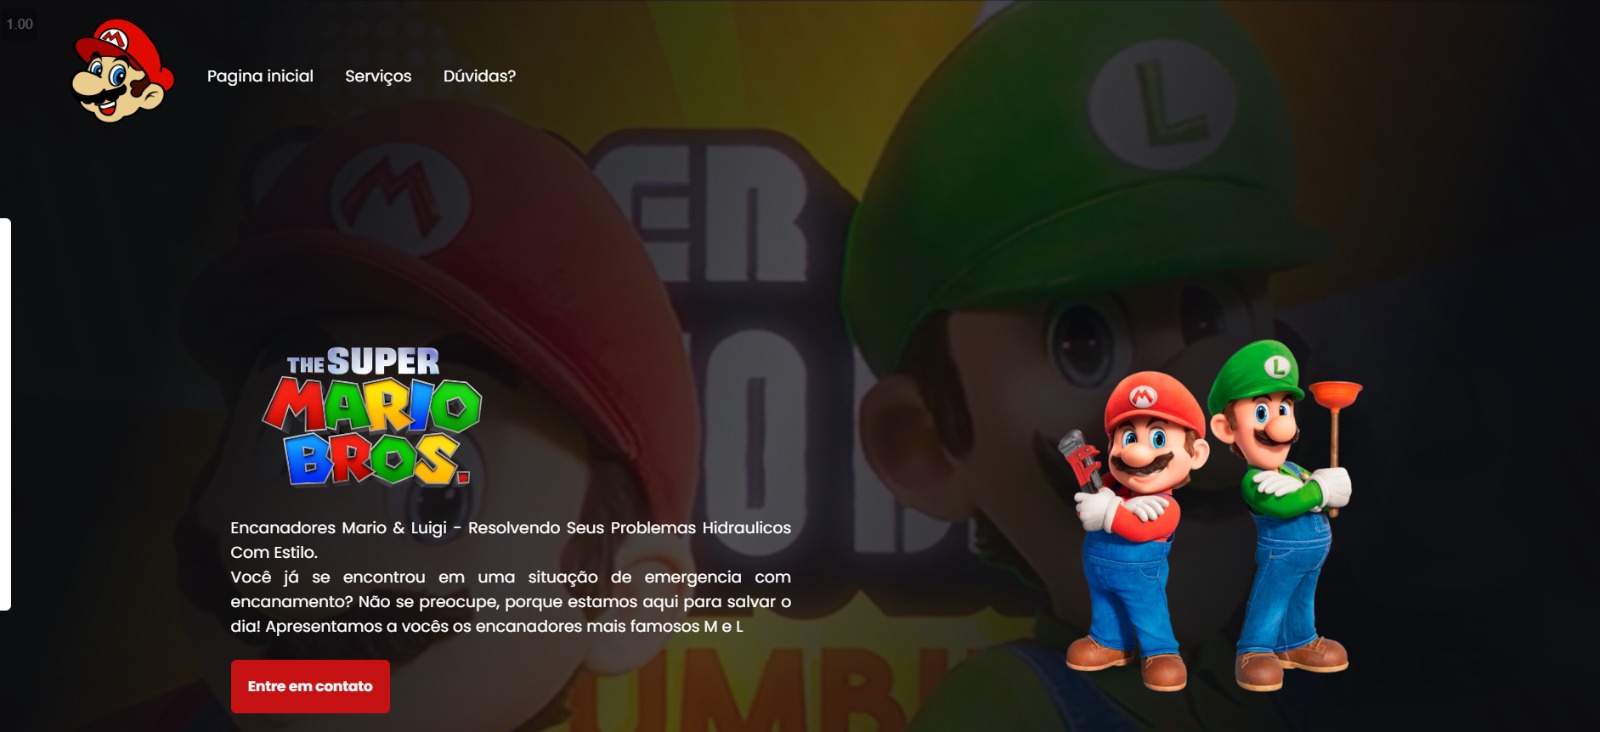 1.00
M
Pagina inicial Serviços Dúvidas?
L
M
ER
THE SUPER
MARIO
BROS.
L
M
Encanadores Mario & Luigi - Resolvendo Seus Problemas Hidraulicos
Com Estilo.
Você já se encontrou em uma situação de emergencia com
encanamento? Não se preocupe, porque estamos aqui para salvar o
dia! Apresentamos a vocês os encanadores mais famosos M e L
UMBI
Entre em contato